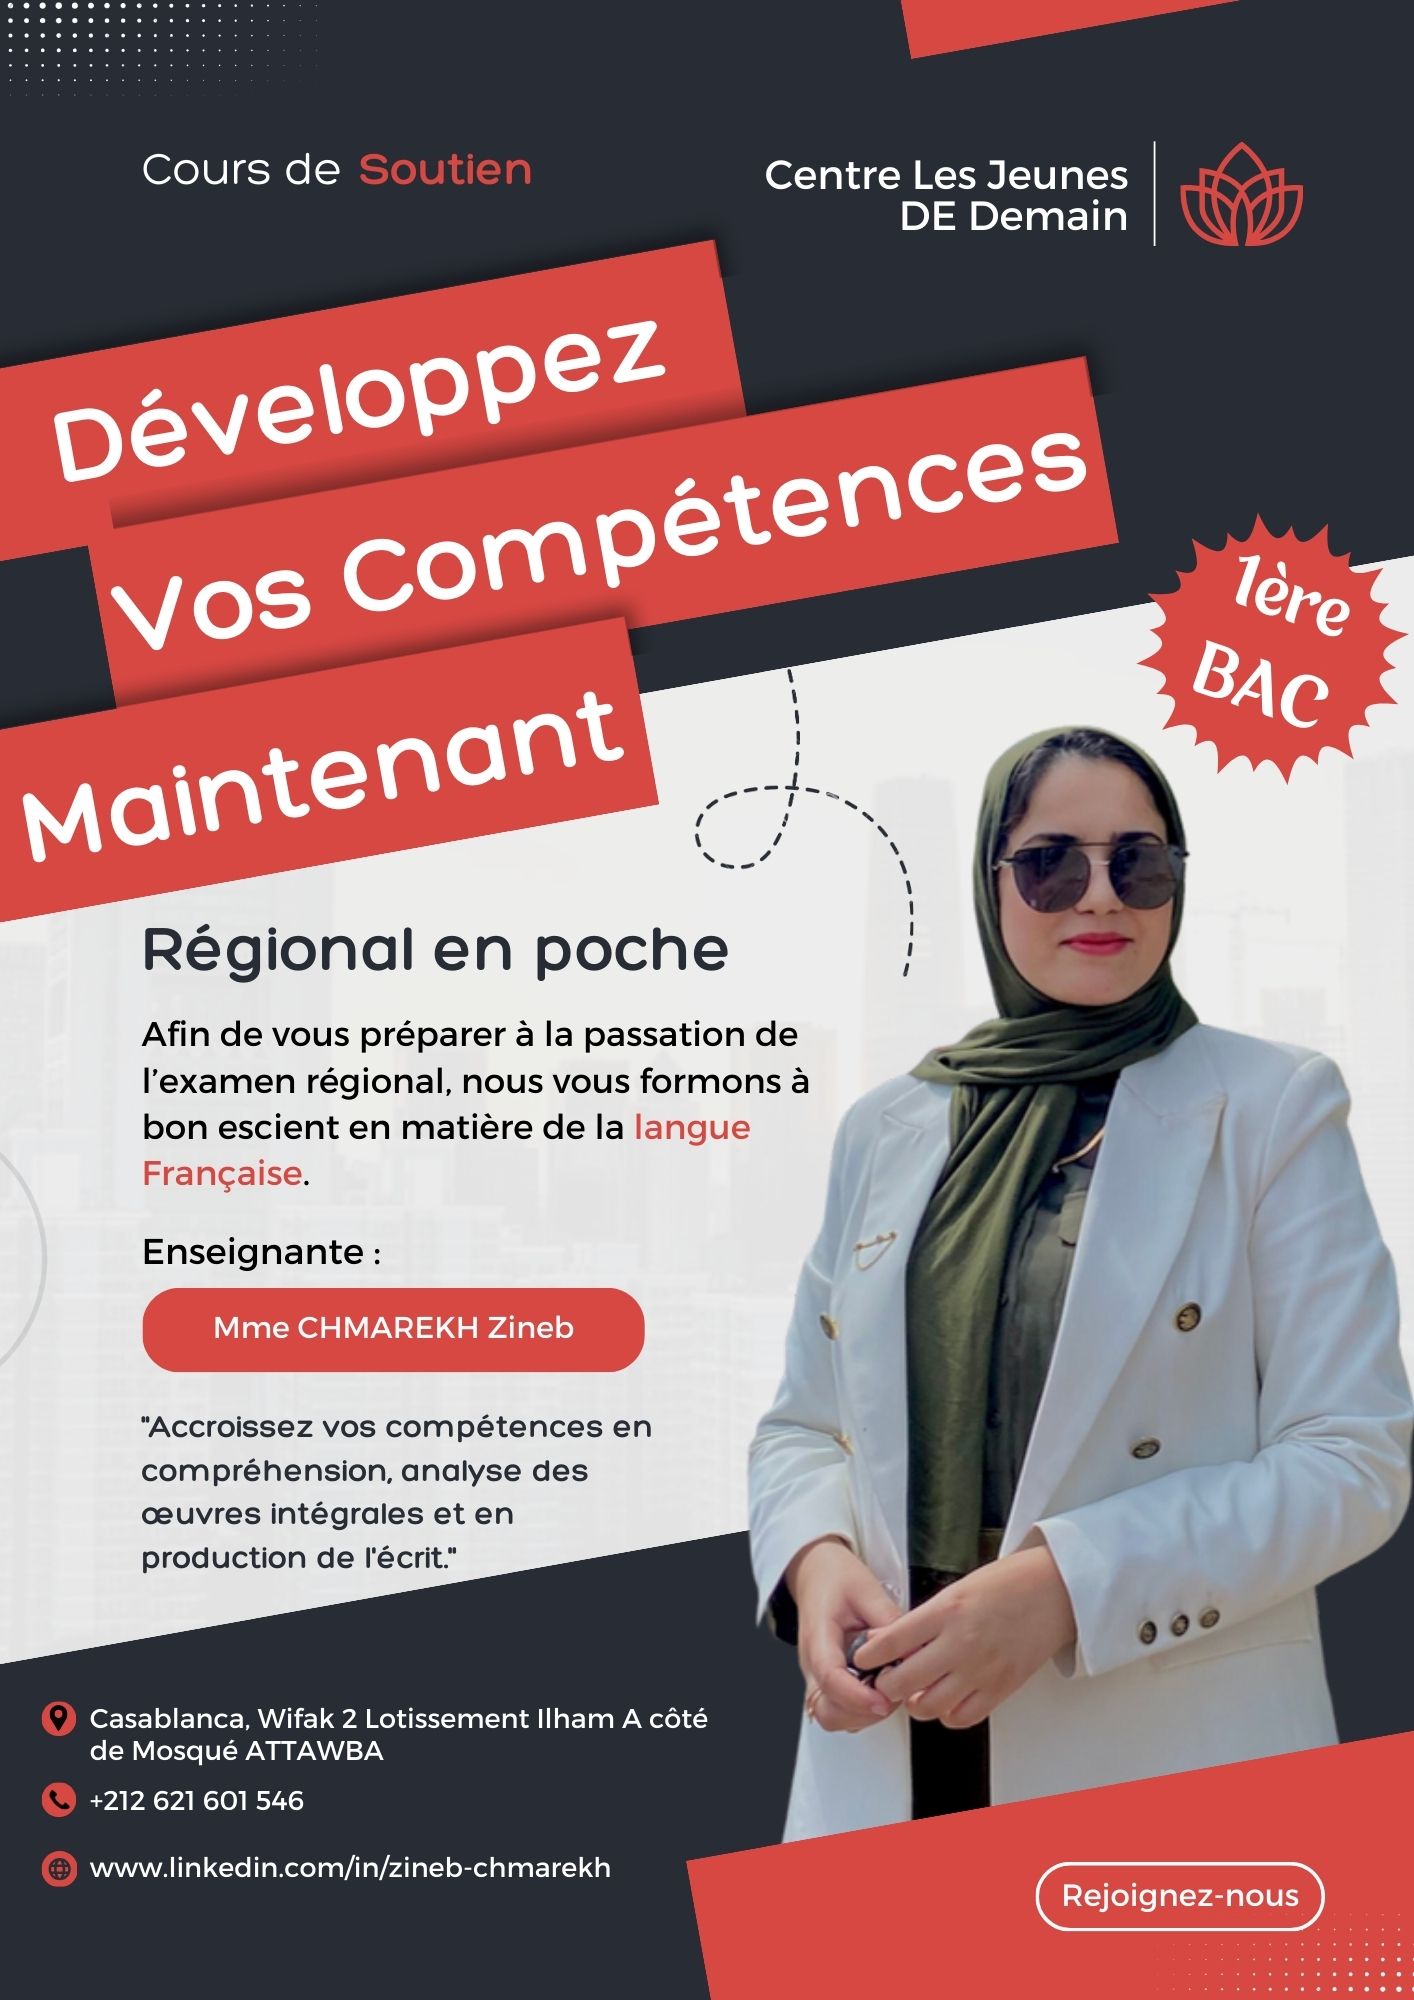 Cours de Soutien
Centre Les Jeunes
DE Demain
Développez
Vos Compétences
Maintenant
1ère
BAC
Régional en poche
Afin de vous préparer à la passation de
l'examen régional, nous vous formons à
bon escient en matière de la langue
Française.
Enseignante :
Mme CHMAREKH Zineb
"Accroissez vos compétences en
compréhension, analyse des
œuvres intégrales et en
production de l'écrit."
Casablanca, Wifak 2 Lotissement Ilham A côté
de Mosqué ATTAWBA
+212 621 601 546
www.linkedin.com/in/zineb-chmarekh
Rejoignez-nous